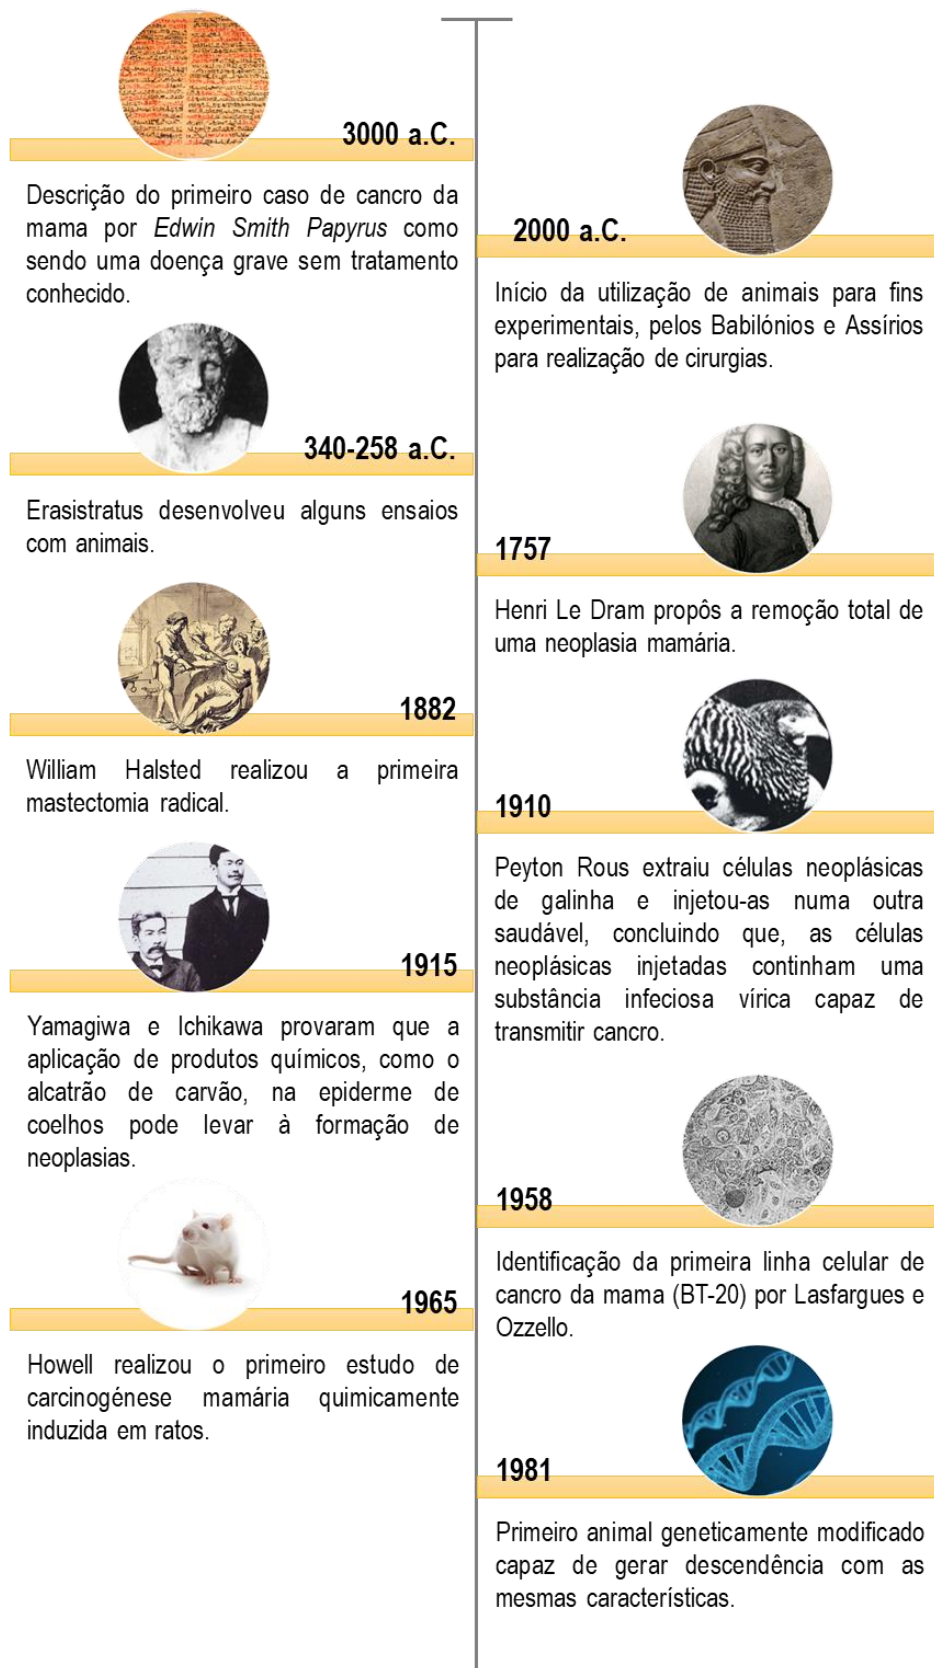 3000 a.C.
Descrição do primeiro caso de cancro da
mama por Edwin Smith Papyrus como
sendo uma doença grave sem tratamento
conhecido.
2000 a.C.
Início da utilização de animais para fins
experimentais, pelos Babilónios e Assírios
para realização de cirurgias.
340-258 a.C.
Erasistratus desenvolveu alguns ensaios
com animais.
1757
Henri Le Dram propôs a remoção total de
uma neoplasia mamária.
1882
William Halsted realizou a primeira
mastectomia radical.
1910
Peyton Rous extraiu células neoplásicas
de galinha e injetou-as numa outra
saudável, concluindo que, as células
neoplásicas injetadas continham uma
substância infeciosa vírica capaz de
transmitir cancro.
1915
Yamagiwa e Ichikawa provaram que a
aplicação de produtos químicos, como o
alcatrão de carvão, na epiderme de
coelhos pode levar à formação de
neoplasias.
1958
Identificação da primeira linha celular de
cancro da mama (BT-20) por Lasfargues e
Ozzello.
1965
Howell realizou o primeiro estudo de
carcinogénese mamária quimicamente
induzida em ratos.
1981
Primeiro animal geneticamente modificado
capaz de gerar descendência com as
mesmas características.